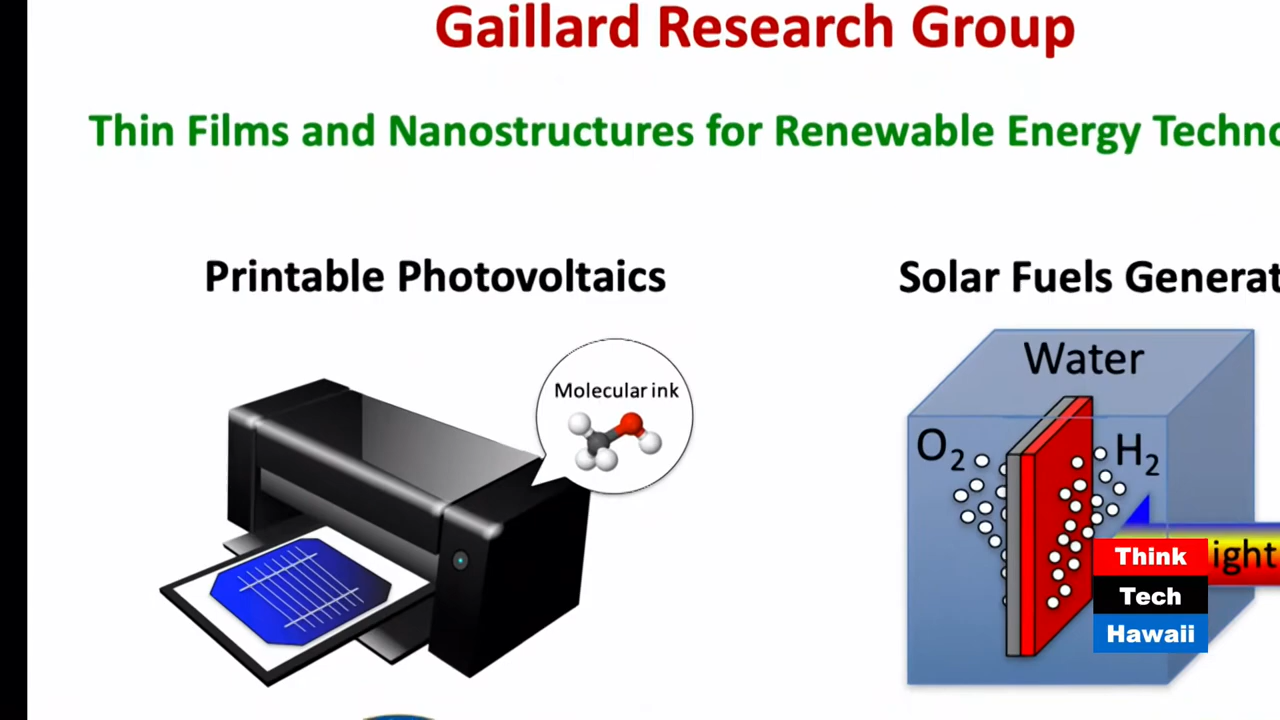 Gaillard Research Group
Thin Films and Nanostructures for Renewable Energy Techno
Printable Photovoltaics
Solar Fuels Generat
Molecular ink
Water
O₂
H₂
ight
Think
Tech
Hawaii